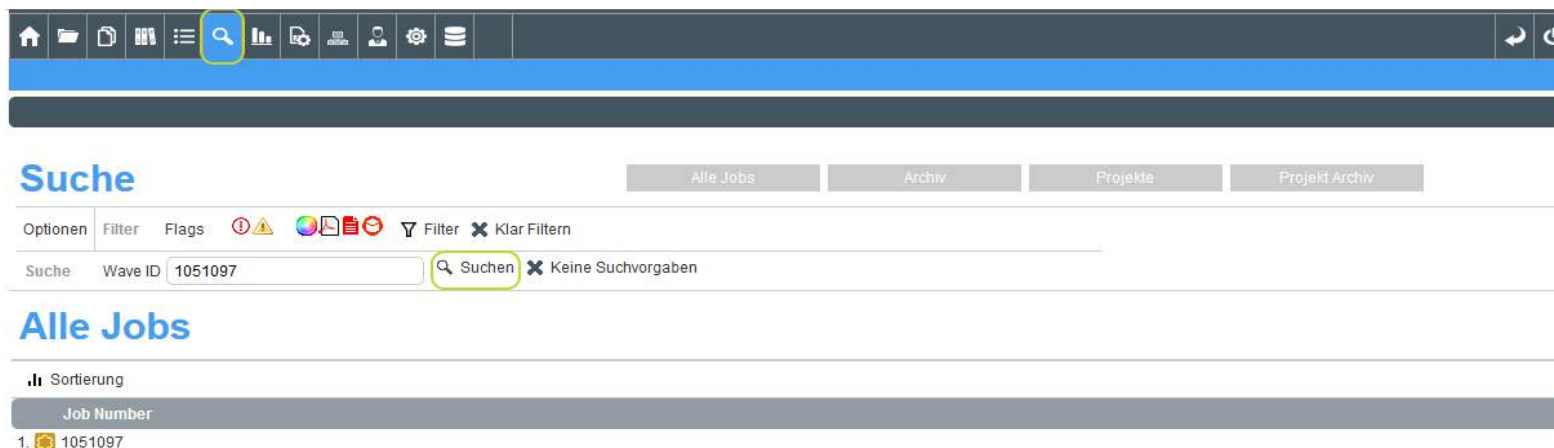 Suche Alle Jobs Archiv Projekte Projekt Archiv
Optionen Filter Flags Filter Klar Filtern
Suche Wave ID 1051097 Suchen Keine Suchvorgaben
Alle Jobs
Sortierung
Job Number
1. 1051097